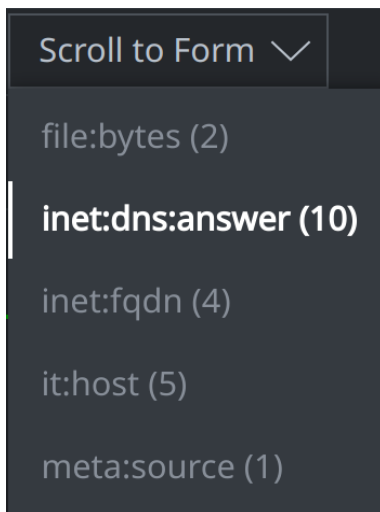 Scroll to Form
file:bytes (2)
inet:dns:answer (10)
inet:fqdn (4)
it:host (5)
meta:source (1)